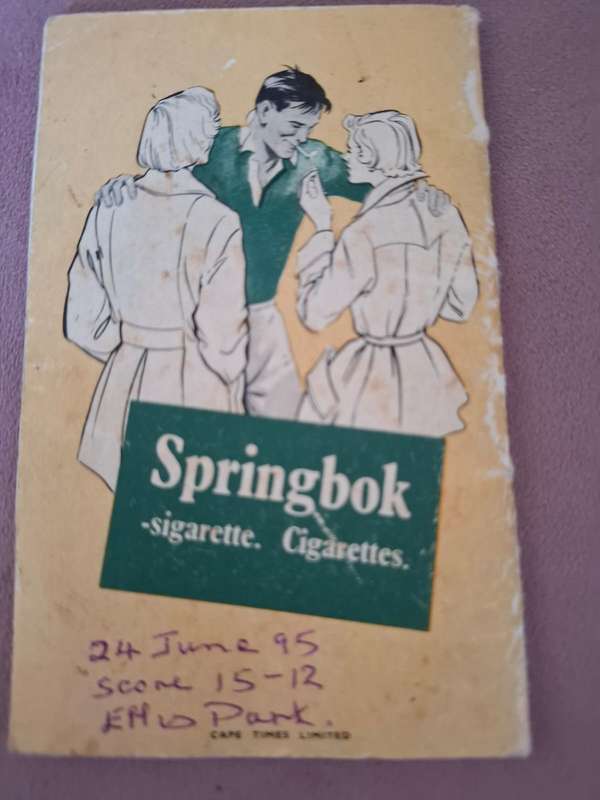 Springbok
-sigarette. Cigarettes.
24 June 95
Score 15-12
Ellis Park.
CAPE TIMES LIMITED